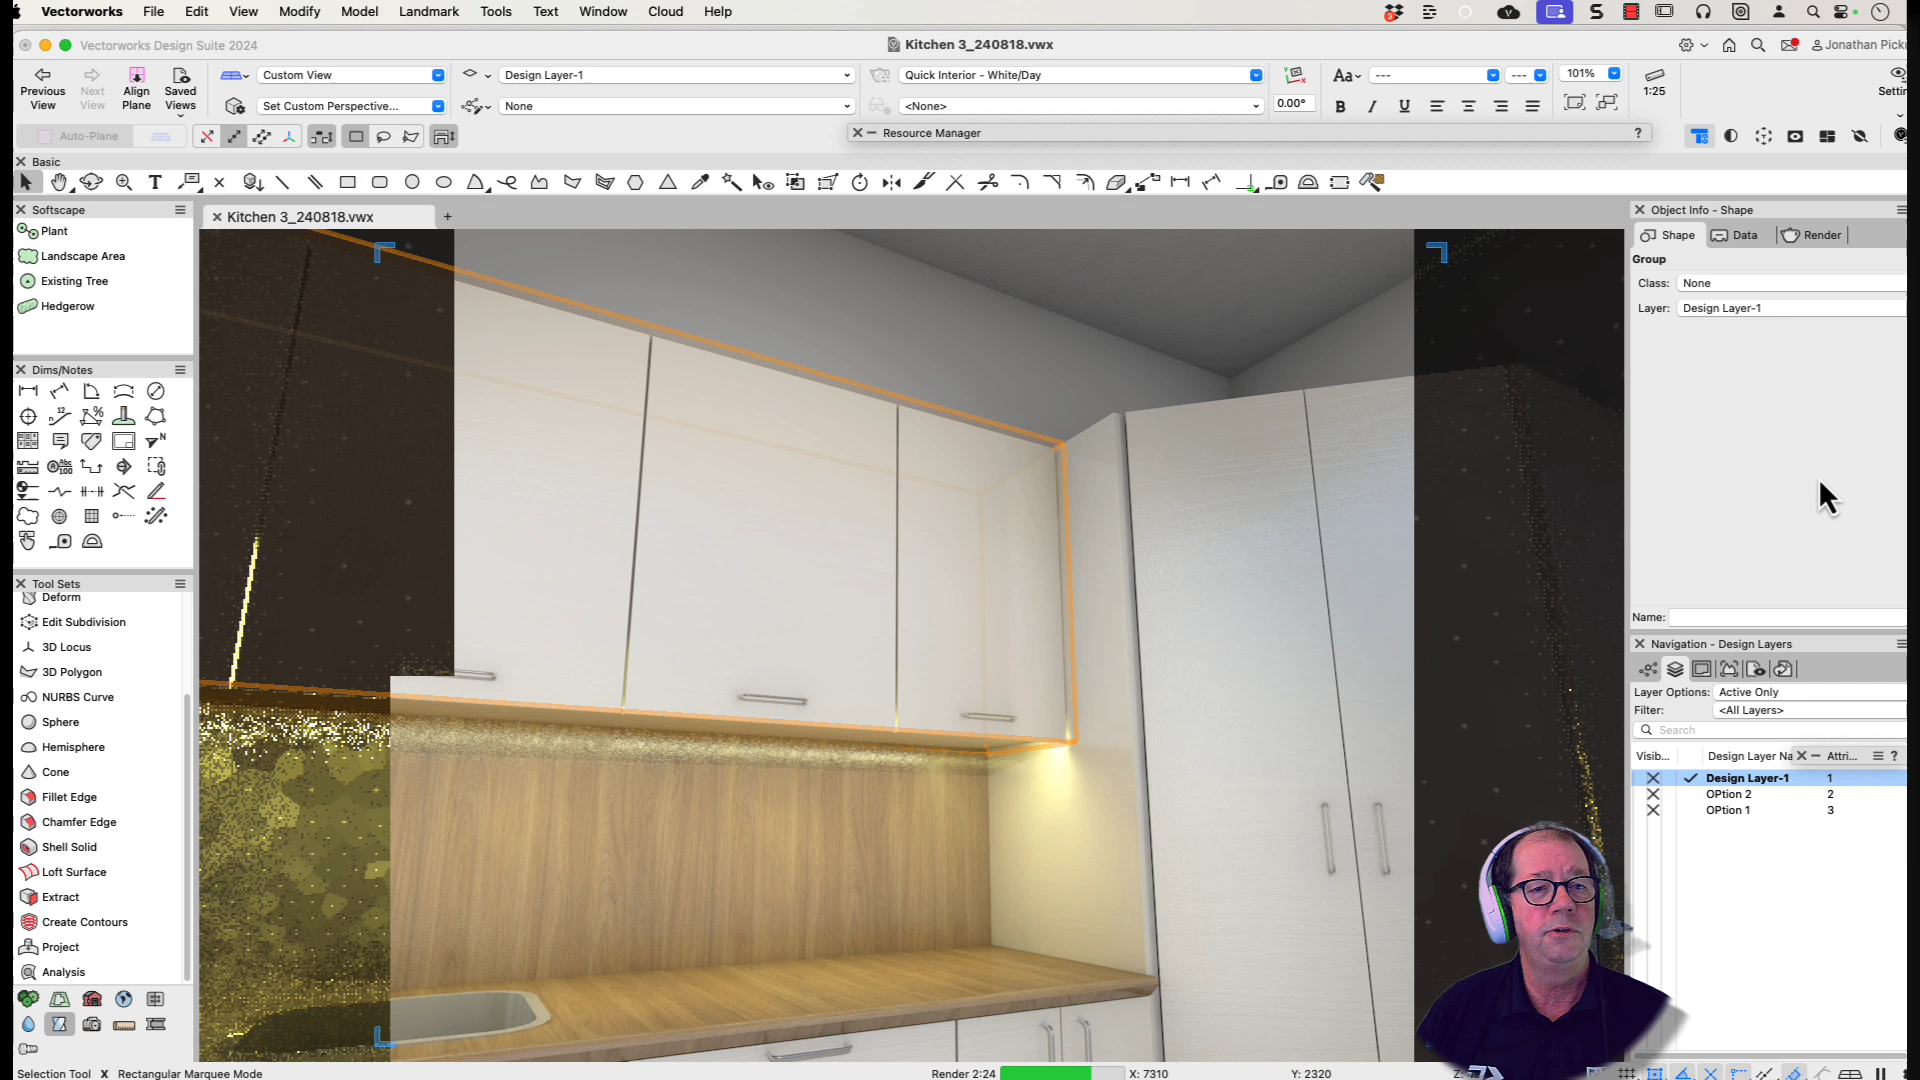 Vectorworks File Edit View Modify Model Landmark Tools Text Window Cloud Help
Vectorworks Design Suite 2024
Kitchen 3_240818.vwx
Jonathan Pick
Previous View
Next View
Align Plane
Saved Views
Custom View
Design Layer-1
Quick Interior - White/Day
Aa
---
---
101%
1:25
Settin
Set Custom Perspective...
None
<None>
0.00°
B I U
Auto-Plane
Resource Manager ?
Basic
Softscape
Plant
Landscape Area
Existing Tree
Hedgerow
Dims/Notes
Tool Sets
Deform
Edit Subdivision
3D Locus
3D Polygon
NURBS Curve
Sphere
Hemisphere
Cone
Fillet Edge
Chamfer Edge
Shell Solid
Loft Surface
Extract
Create Contours
Project
Analysis
Kitchen 3_240818.vwx +
Object Info - Shape
Shape Data Render
Group
Class: None
Layer: Design Layer-1
Name:
Navigation - Design Layers
Layer Options: Active Only
Filter: <All Layers>
Search
Visib... Design Layer Na Attri... ?
Design Layer-1 1
OPtion 2 2
OPtion 1 3
Selection Tool X Rectangular Marquee Mode
Render 2:24
X: 7310
Y: 2320
Z: